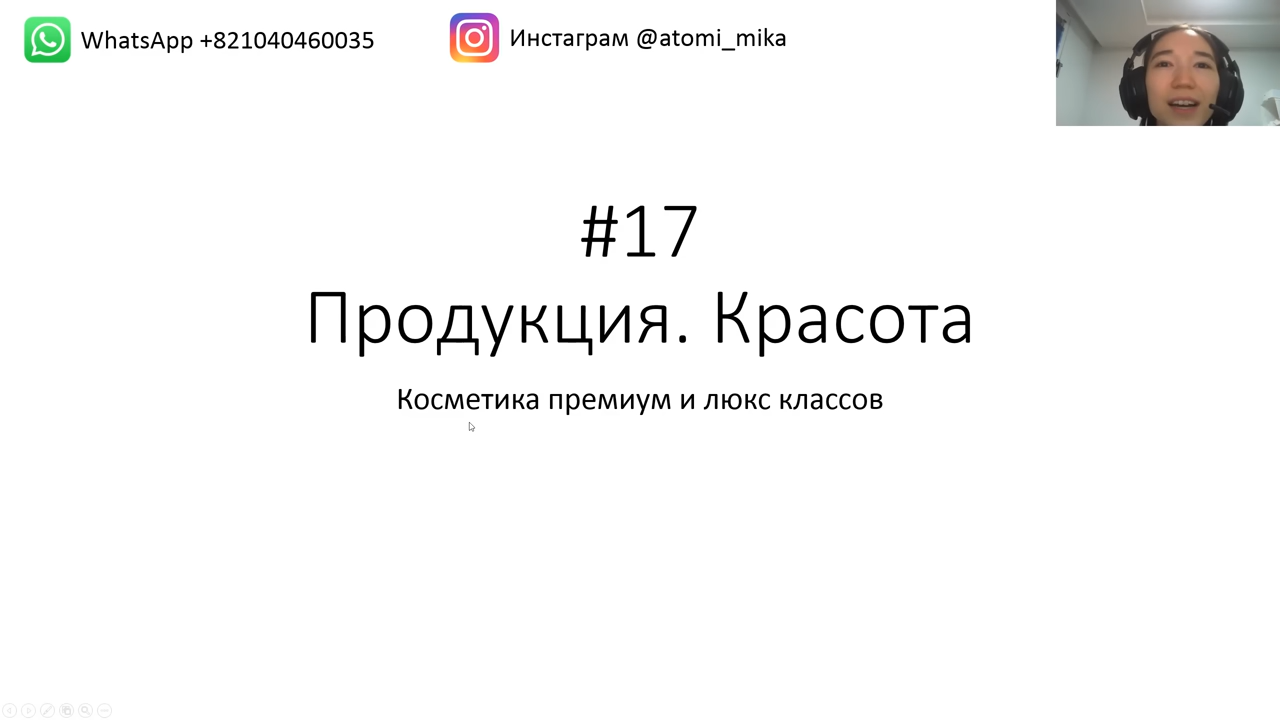 WhatsApp +821040460035
Инстаграм @atomi_mika
#17
Продукция. Красота
Косметика премиум и люкс классов